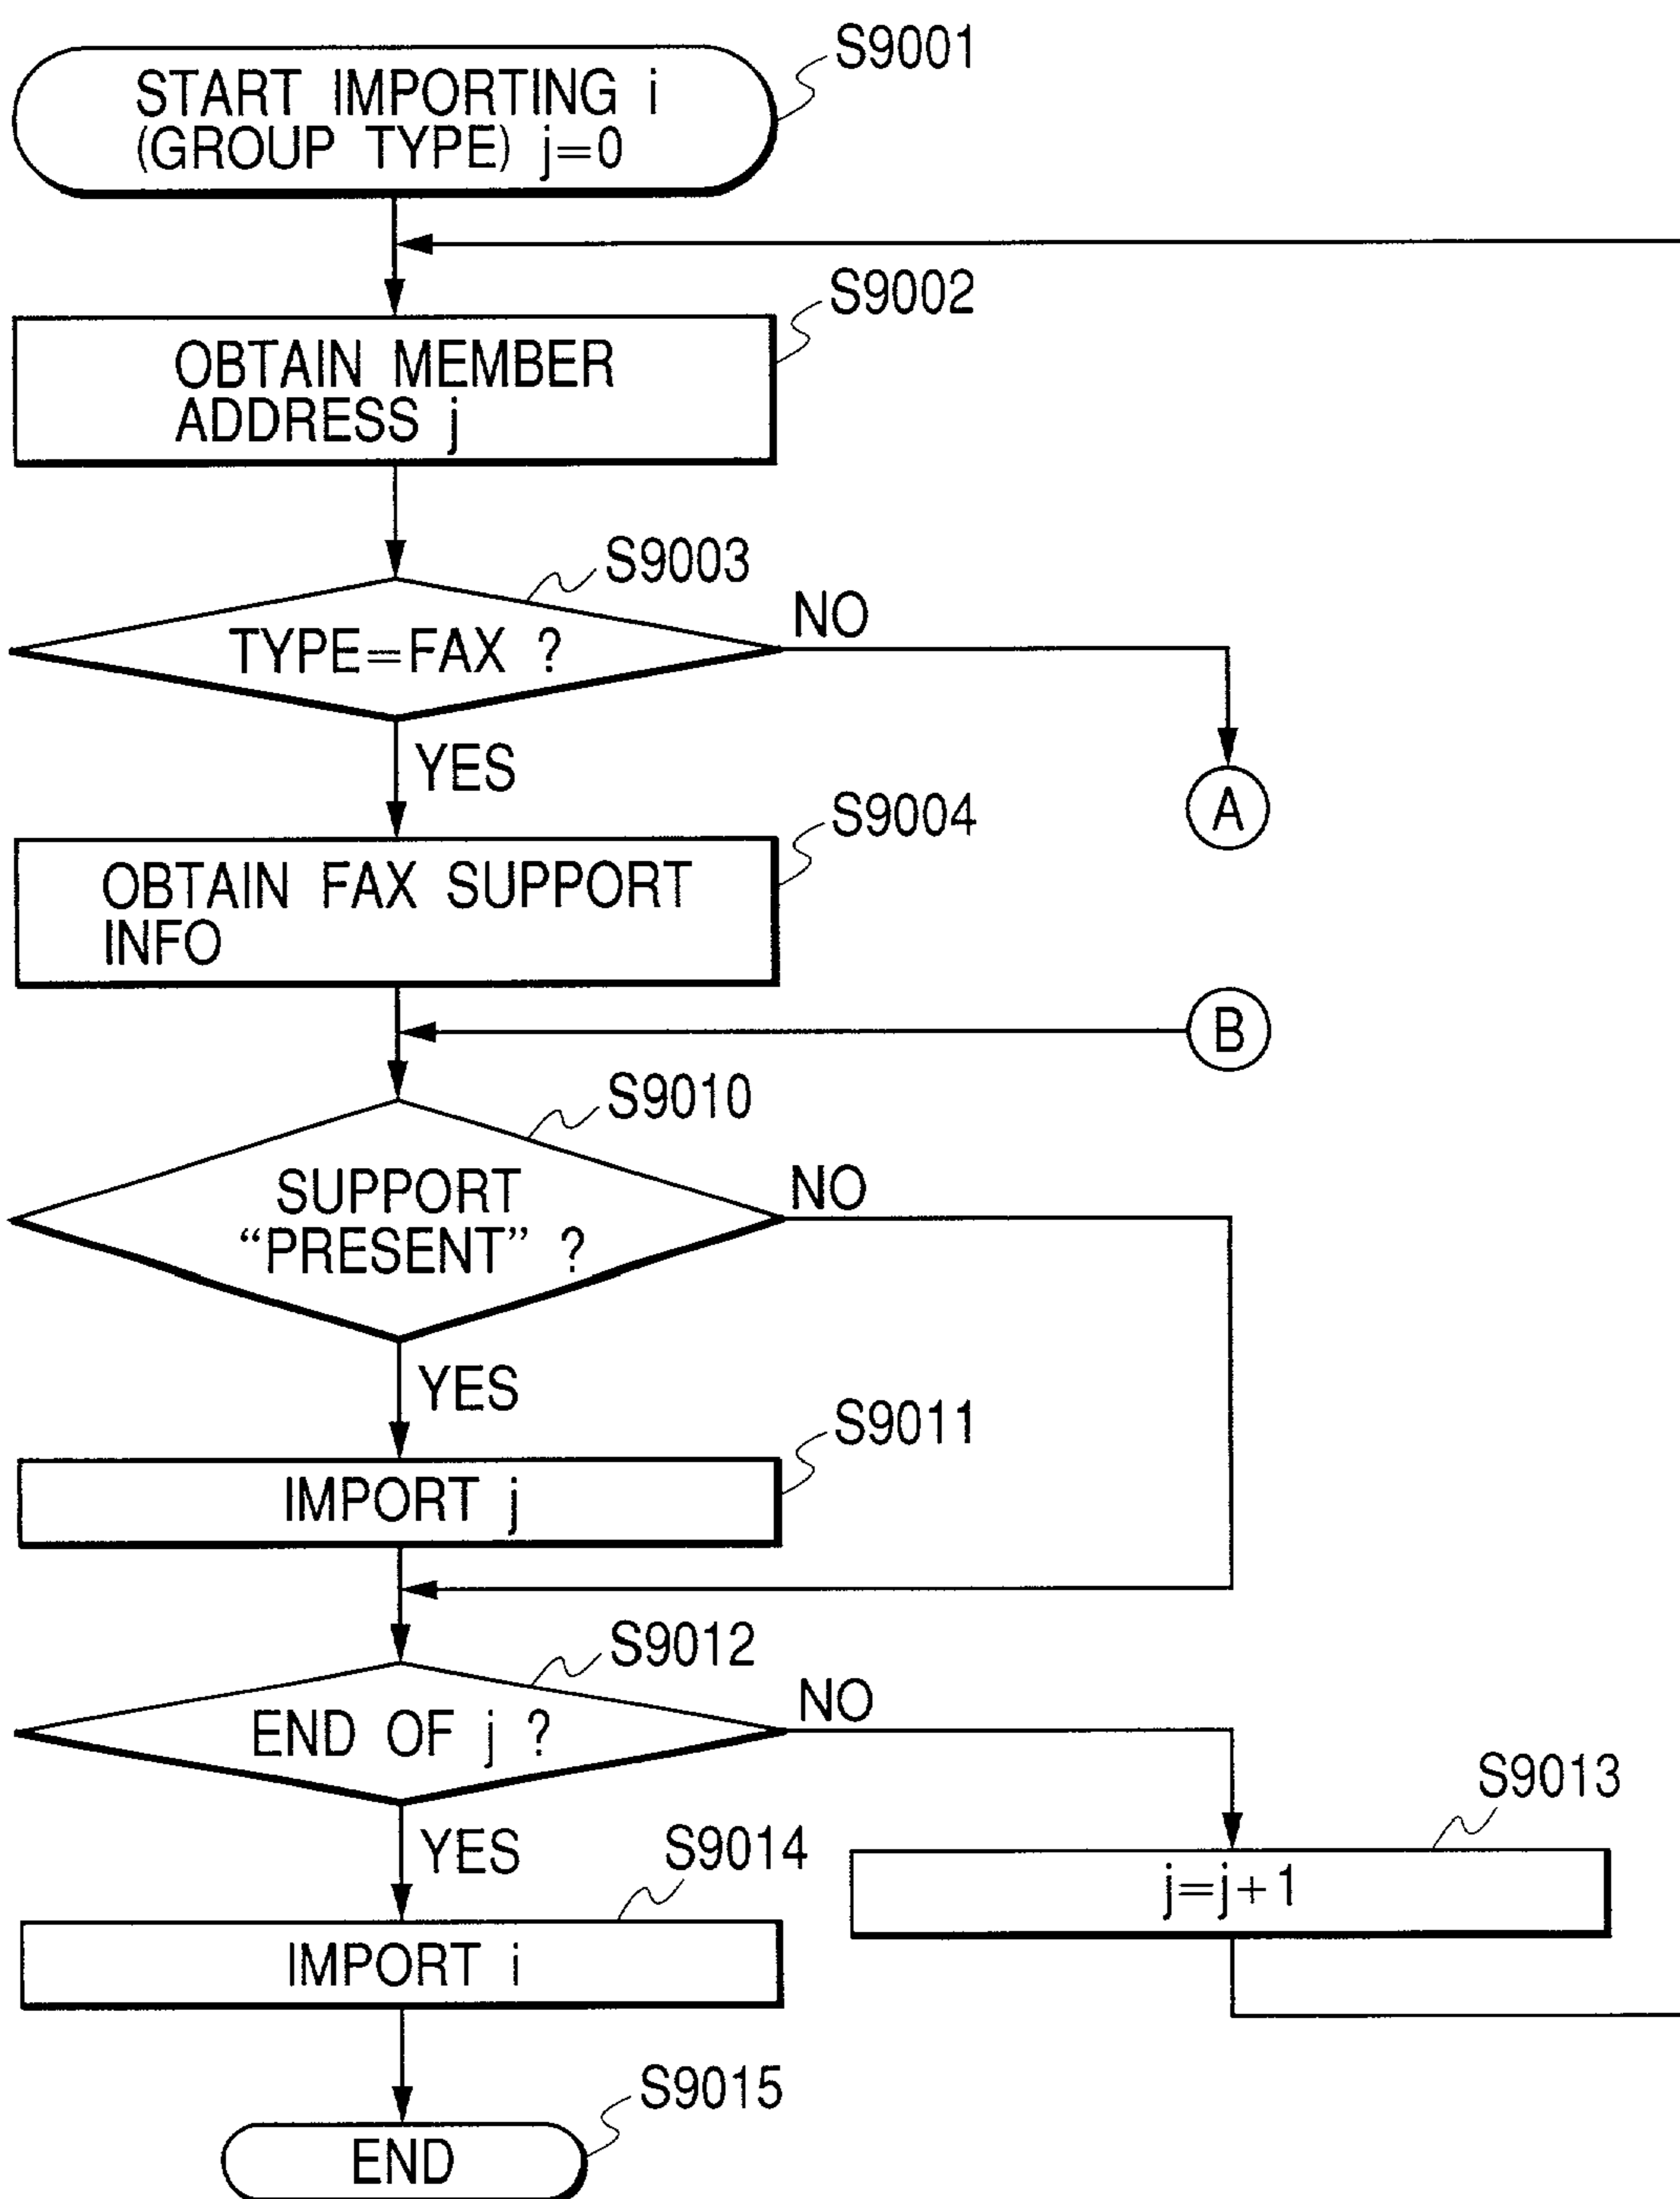 S9001
START IMPORTING i
(GROUP TYPE) j=0
S9002
OBTAIN MEMBER
ADDRESS j
S9003
TYPE=FAX ?
NO
YES
A
S9004
OBTAIN FAX SUPPORT
INFO
B
S9010
SUPPORT
“PRESENT” ?
NO
YES
S9011
IMPORT j
S9012
END OF j ?
NO
YES
S9013
j=j+1
S9014
IMPORT i
S9015
END